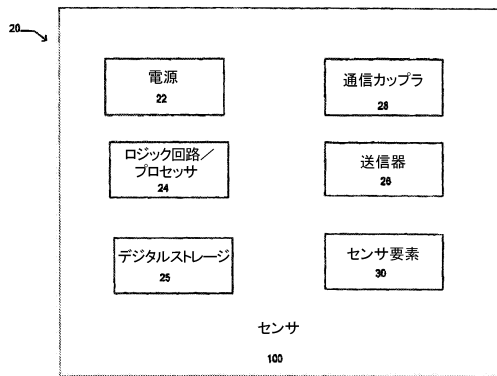 20
電源
22
通信カップラ
28
ロジック回路／
プロセッサ
24
送信器
26
デジタルストレージ
25
センサ要素
30
センサ
100